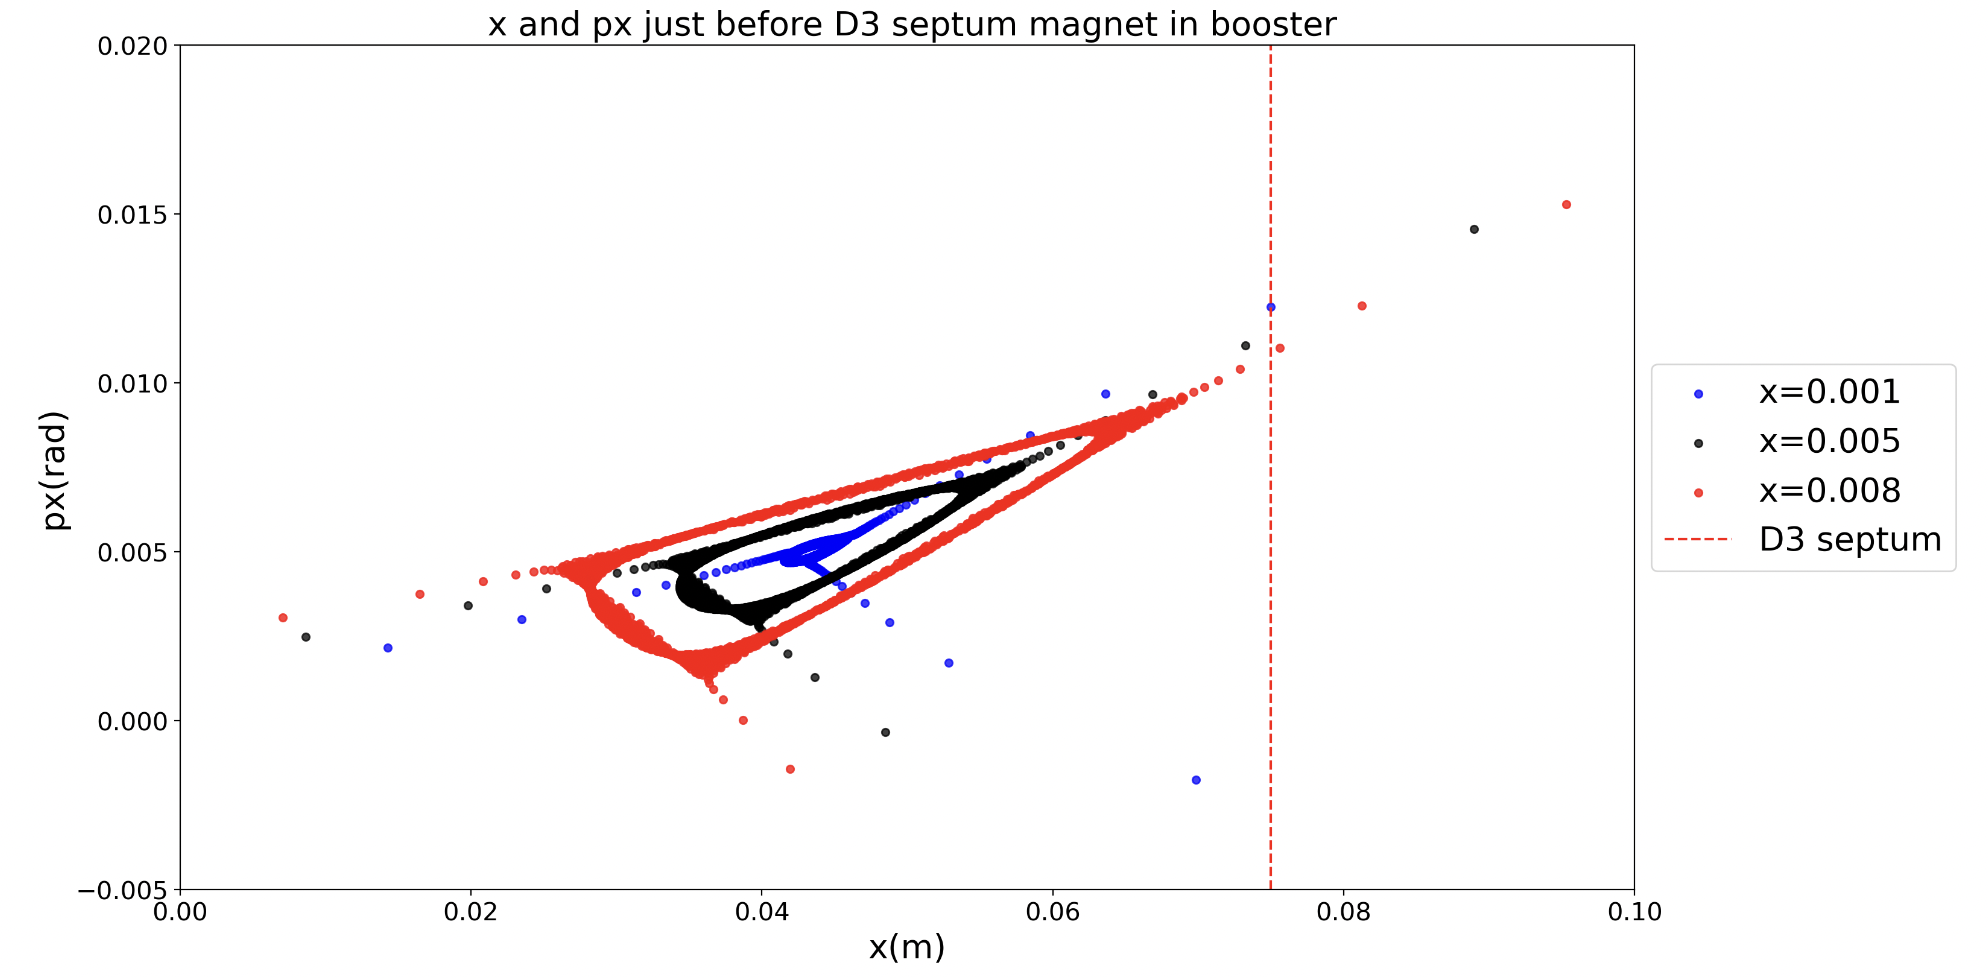 x and px just before D3 septum magnet in booster
px(rad)
0.020
0.015
0.010
0.005
0.000
−0.005
0.00 0.02 0.04 0.06 0.08 0.10
x(m)
x=0.001
x=0.005
x=0.008
D3 septum